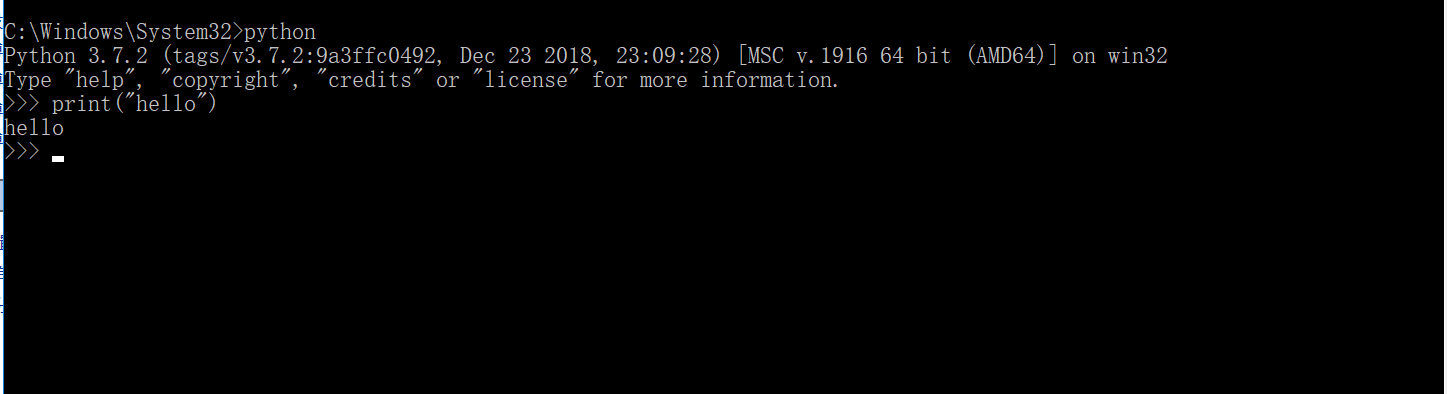 C:\Windows\System32>python
Python 3.7.2 (tags/v3.7.2:9a3ffc0492, Dec 23 2018, 23:09:28) [MSC v.1916 64 bit (AMD64)] on win32
Type "help", "copyright", "credits" or "license" for more information.
>>> print("hello")
hello
>>>